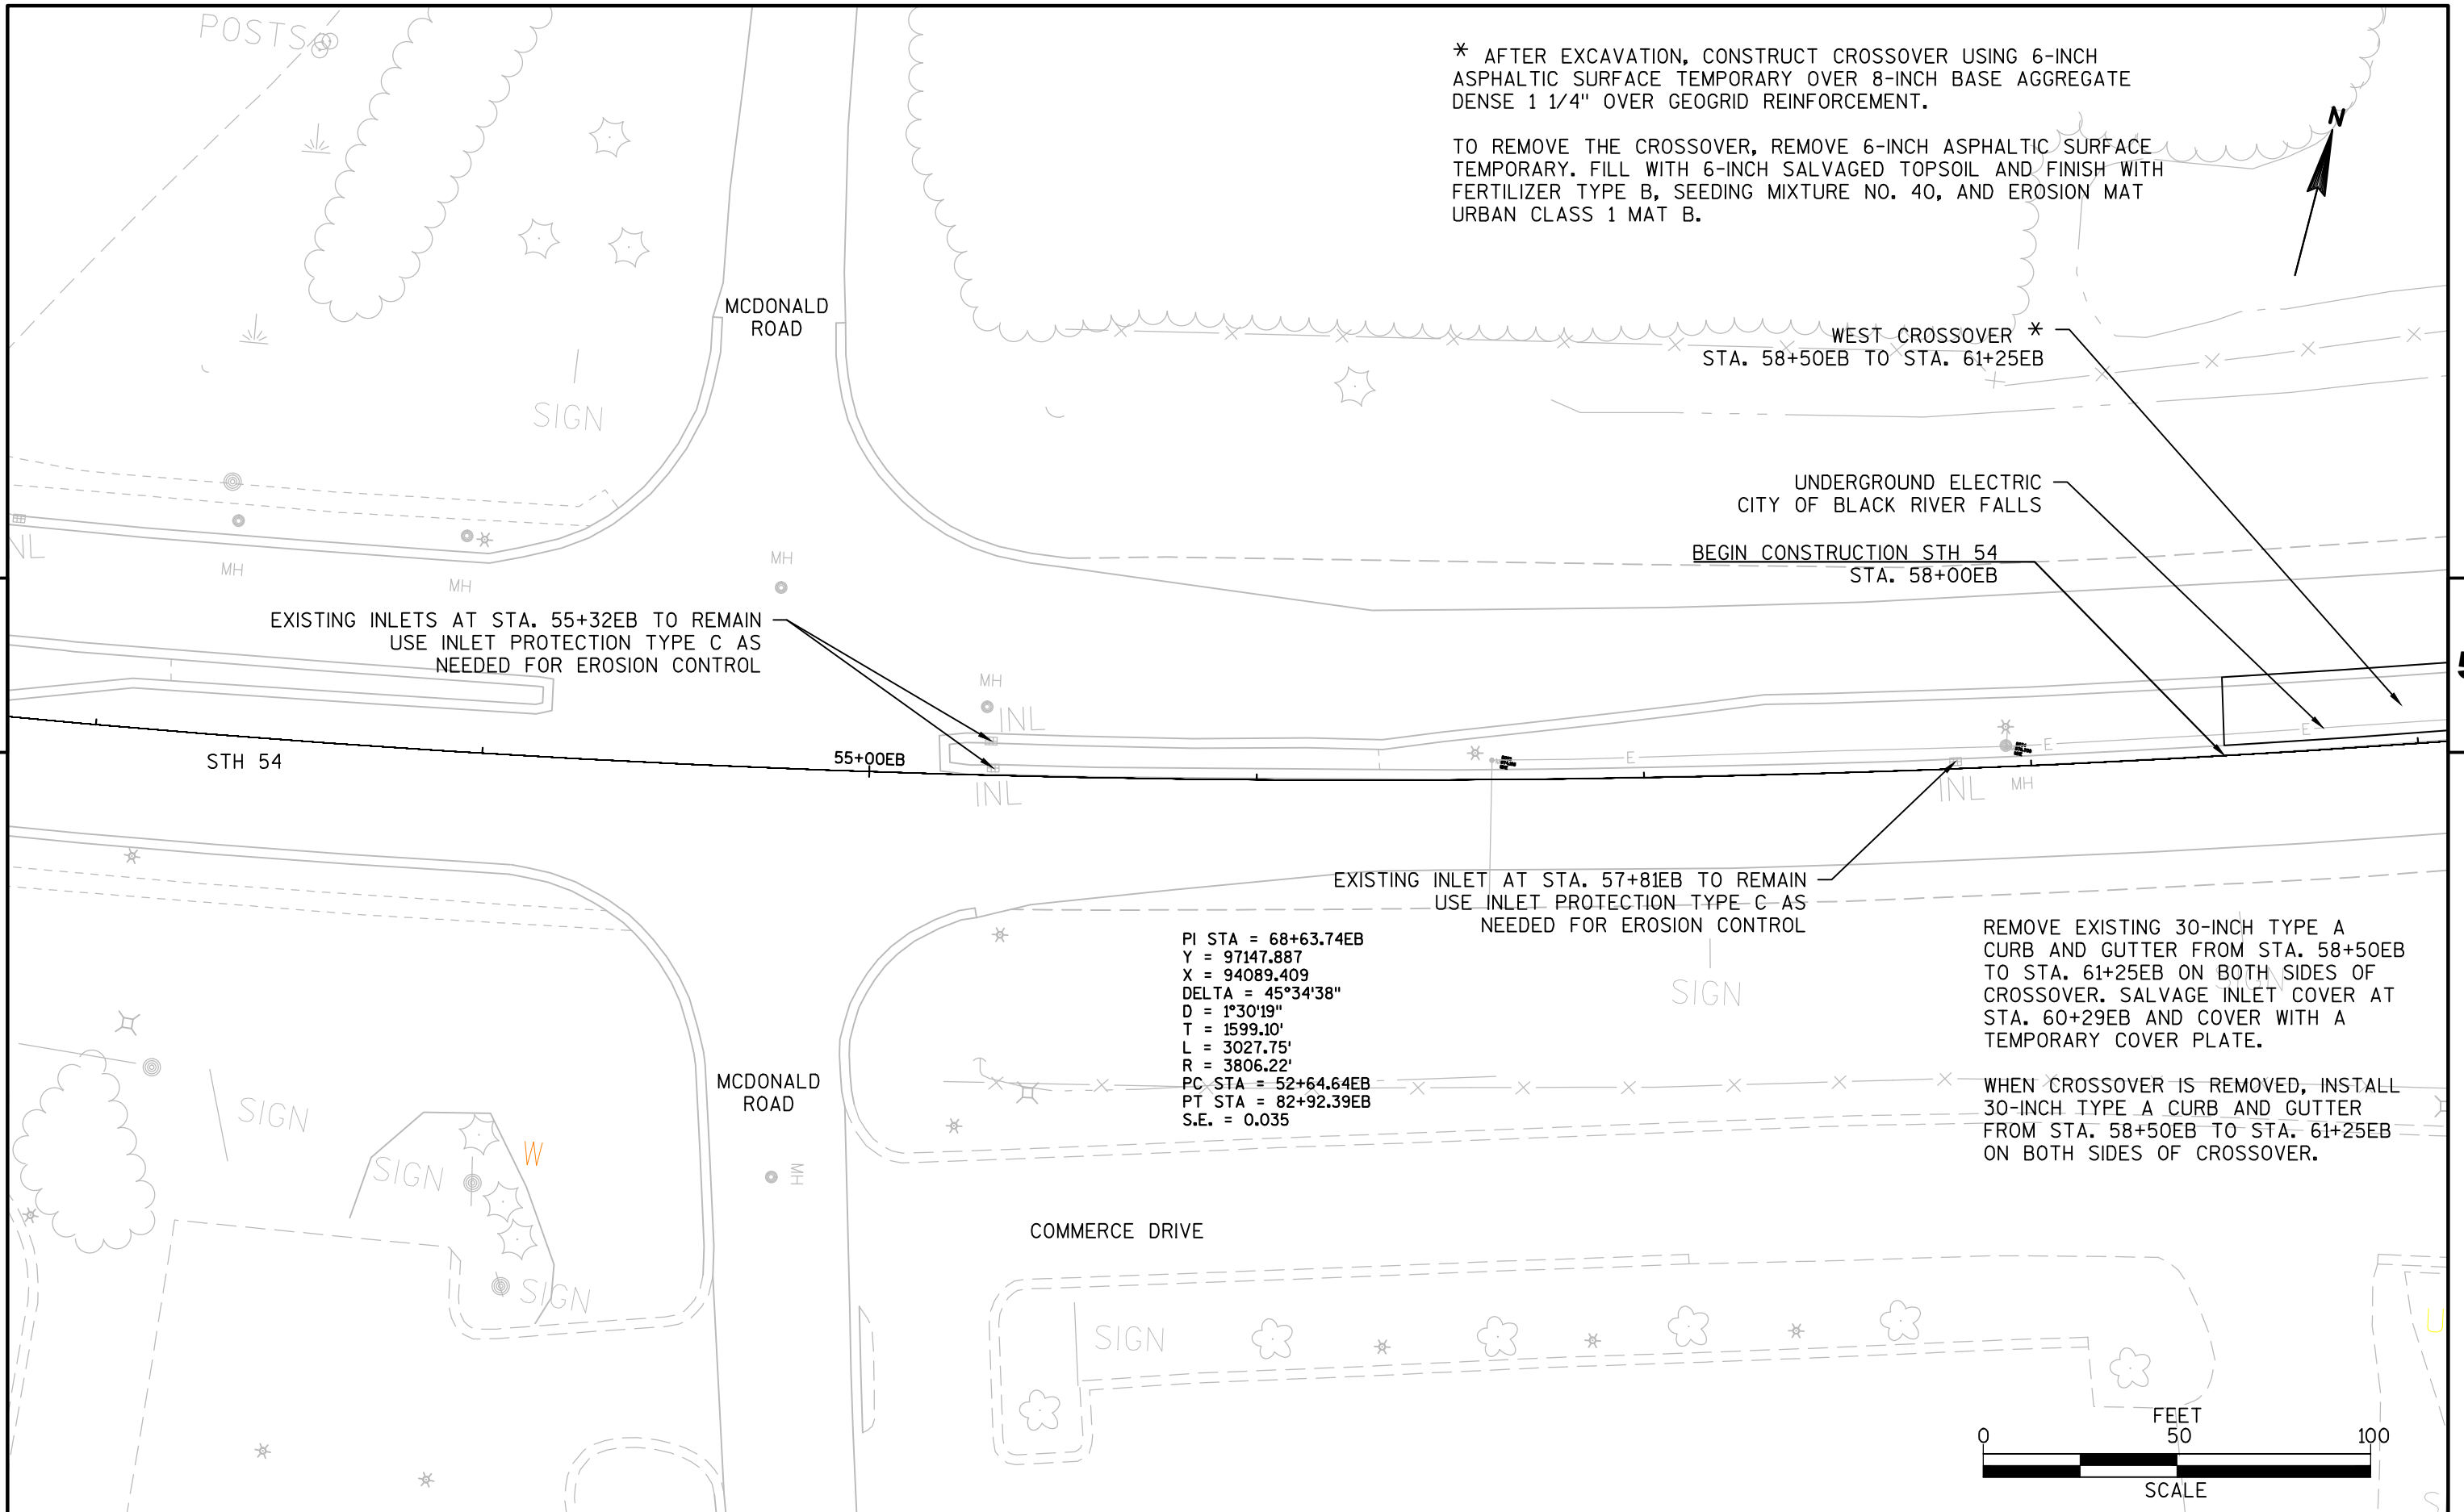 POSTS
* AFTER EXCAVATION, CONSTRUCT CROSSOVER USING 6-INCH
ASPHALTIC SURFACE TEMPORARY OVER 8-INCH BASE AGGREGATE
DENSE 1 1/4" OVER GEOGRID REINFORCEMENT.
TO REMOVE THE CROSSOVER, REMOVE 6-INCH ASPHALTIC SURFACE
TEMPORARY. FILL WITH 6-INCH SALVAGED TOPSOIL AND FINISH WITH
FERTILIZER TYPE B, SEEDING MIXTURE NO. 40, AND EROSION MAT
URBAN CLASS 1 MAT B.
N
MCDONALD
ROAD
WEST CROSSOVER *
STA. 58+50EB TO STA. 61+25EB
SIGN
UNDERGROUND ELECTRIC
CITY OF BLACK RIVER FALLS
BEGIN CONSTRUCTION STH 54
STA. 58+00EB
INL
MH
MH
MH
EXISTING INLETS AT STA. 55+32EB TO REMAIN
USE INLET PROTECTION TYPE C AS
NEEDED FOR EROSION CONTROL
MH
INL
5
STH 54
55+00EB
E
E
E
INL
INL
MH
EXISTING INLET AT STA. 57+81EB TO REMAIN
USE INLET PROTECTION TYPE C AS
NEEDED FOR EROSION CONTROL
PI STA = 68+63.74EB
Y = 97147.887
X = 94089.409
DELTA = 45°34'38"
D = 1°30'19"
T = 1599.10'
L = 3027.75'
R = 3806.22'
PC STA = 52+64.64EB
PT STA = 82+92.39EB
S.E. = 0.035
SIGN
SIGN
REMOVE EXISTING 30-INCH TYPE A
CURB AND GUTTER FROM STA. 58+50EB
TO STA. 61+25EB ON BOTH SIDES OF
CROSSOVER. SALVAGE INLET COVER AT
STA. 60+29EB AND COVER WITH A
TEMPORARY COVER PLATE.
WHEN CROSSOVER IS REMOVED, INSTALL
30-INCH TYPE A CURB AND GUTTER
FROM STA. 58+50EB TO STA. 61+25EB
ON BOTH SIDES OF CROSSOVER.
MCDONALD
ROAD
SIGN
SIGN
W
MH
COMMERCE DRIVE
SIGN
SIGN
U
FEET
0 50 100
SCALE
S